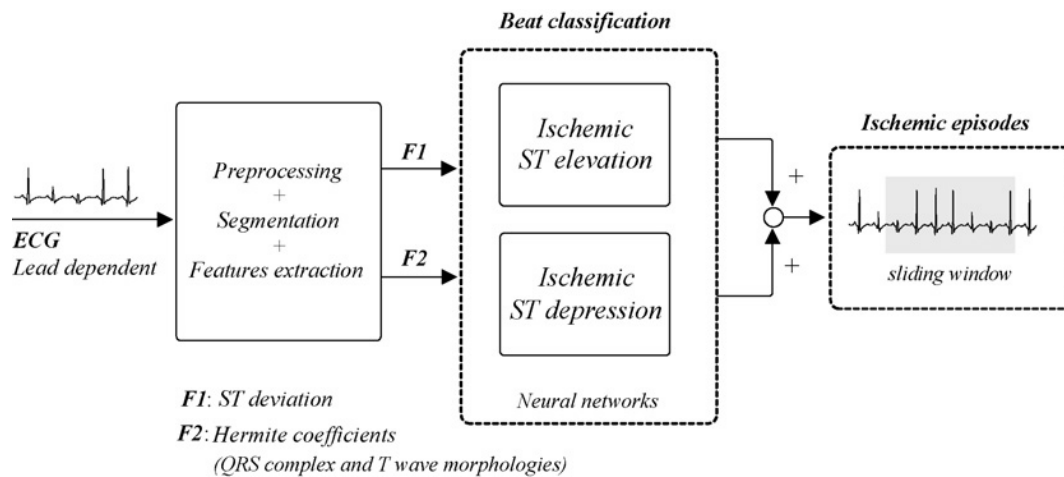 Beat classification
Ischemic episodes
F1
Ischemic
ST elevation
Preprocessing
+
Segmentation
+
Features extraction
ECG
Lead dependent
F2
Ischemic
ST depression
+
+
sliding window
Neural networks
F1: ST deviation
F2: Hermite coefficients
(QRS complex and T wave morphologies)